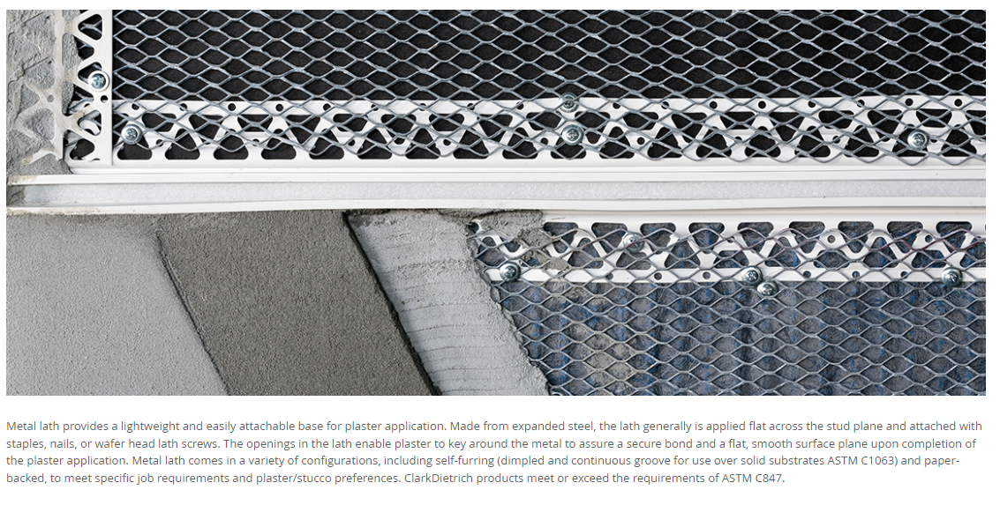 Metal lath provides a lightweight and easily attachable base for plaster application. Made from expanded steel, the lath generally is applied flat across the stud plane and attached with
staples, nails, or wafer head lath screws. The openings in the lath enable plaster to key around the metal to assure a secure bond and a flat, smooth surface plane upon completion of
the plaster application. Metal lath comes in a variety of configurations, including self-furring (dimpled and continuous groove for use over solid substrates ASTM C1063) and paper-
backed, to meet specific job requirements and plaster/stucco preferences. ClarkDietrich products meet or exceed the requirements of ASTM C847.